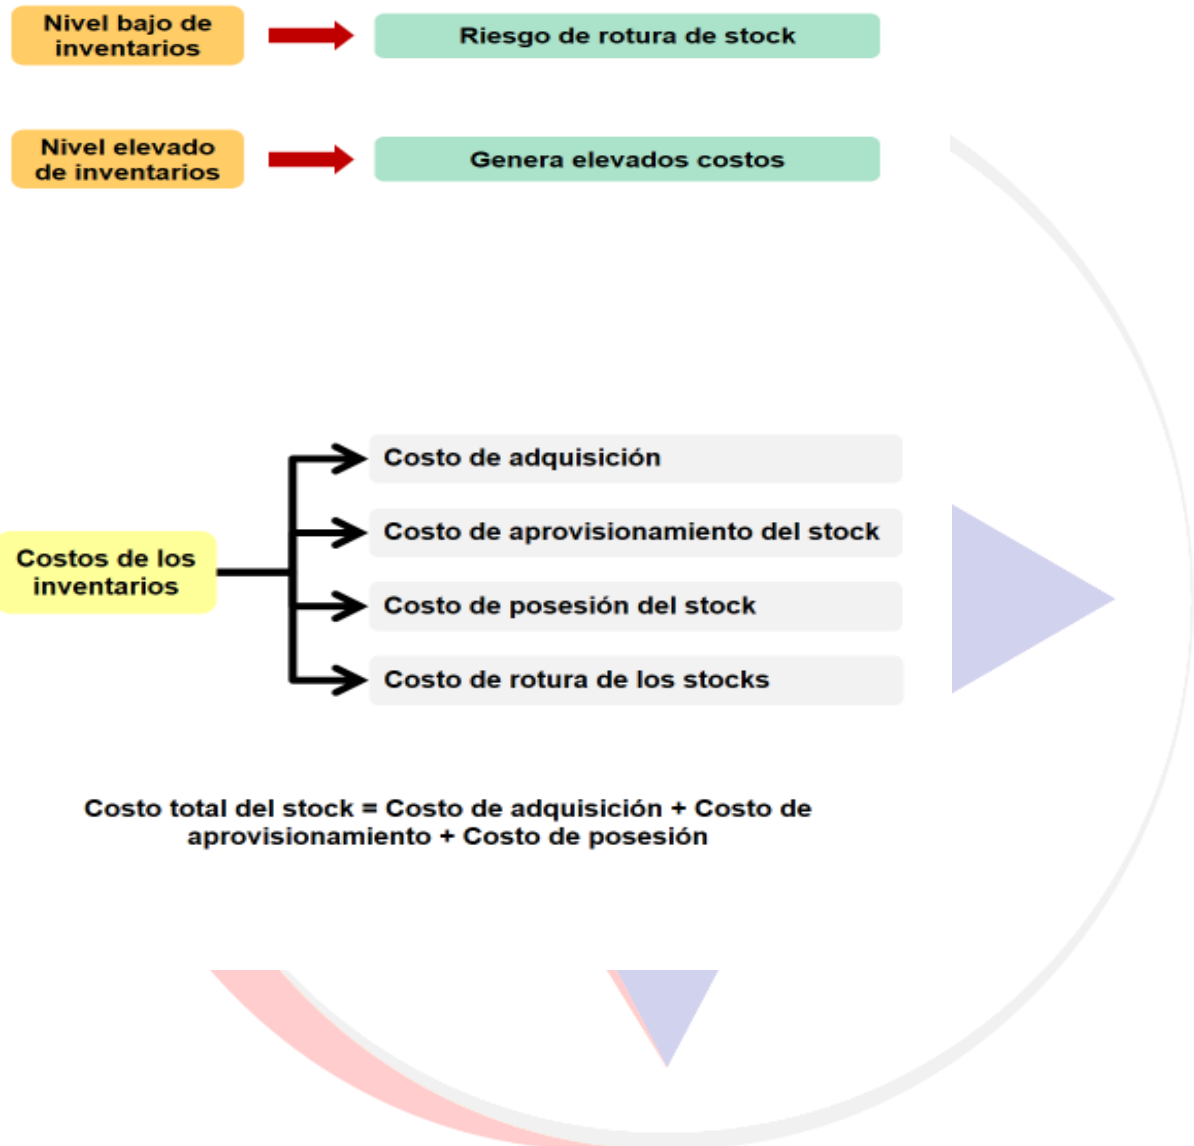 Nivel bajo de
inventarios
Riesgo de rotura de stock
Nivel elevado
de inventarios
Genera elevados costos
Costos de los
inventarios
Costo de adquisición
Costo de aprovisionamiento del stock
Costo de posesión del stock
Costo de rotura de los stocks
Costo total del stock = Costo de adquisición + Costo de
aprovisionamiento + Costo de posesión